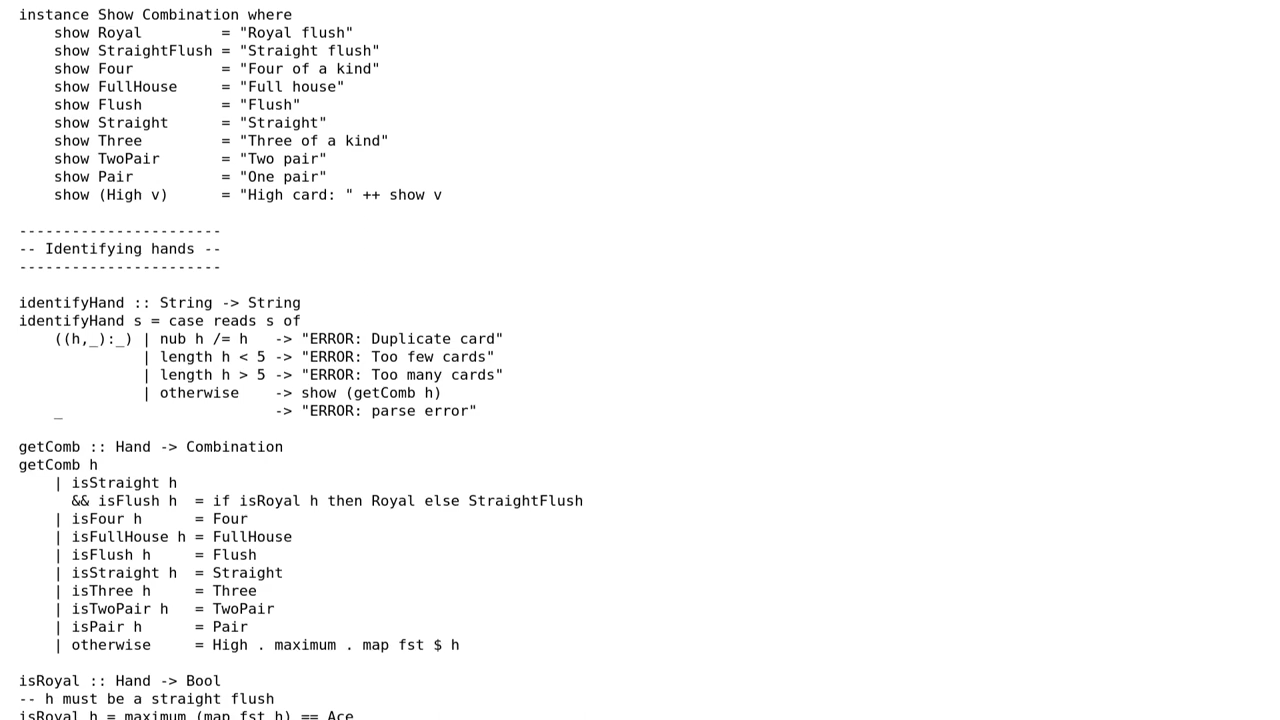 instance Show Combination where
    show Royal         = "Royal flush"
    show StraightFlush = "Straight flush"
    show Four          = "Four of a kind"
    show FullHouse     = "Full house"
    show Flush         = "Flush"
    show Straight      = "Straight"
    show Three         = "Three of a kind"
    show TwoPair       = "Two pair"
    show Pair          = "One pair"
    show (High v)      = "High card: " ++ show v

-----------------------
-- Identifying hands --
-----------------------

identifyHand :: String -> String
identifyHand s = case reads s of
    ((h,_):_) | nub h /= h   -> "ERROR: Duplicate card"
              | length h < 5 -> "ERROR: Too few cards"
              | length h > 5 -> "ERROR: Too many cards"
              | otherwise    -> show (getComb h)
    _                        -> "ERROR: parse error"

getComb :: Hand -> Combination
getComb h
    | isStraight h
      && isFlush h  = if isRoyal h then Royal else StraightFlush
    | isFour h      = Four
    | isFullHouse h = FullHouse
    | isFlush h     = Flush
    | isStraight h  = Straight
    | isThree h     = Three
    | isTwoPair h   = TwoPair
    | isPair h      = Pair
    | otherwise     = High . maximum . map fst $ h

isRoyal :: Hand -> Bool
-- h must be a straight flush
isRoyal h = maximum (map fst h) == Ace